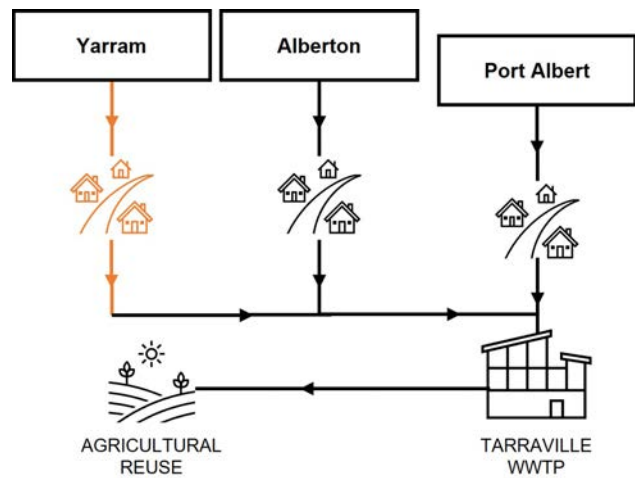 Yarram
Alberton
Port Albert
AGRICULTURAL
REUSE
TARRAVILLE
WWTP